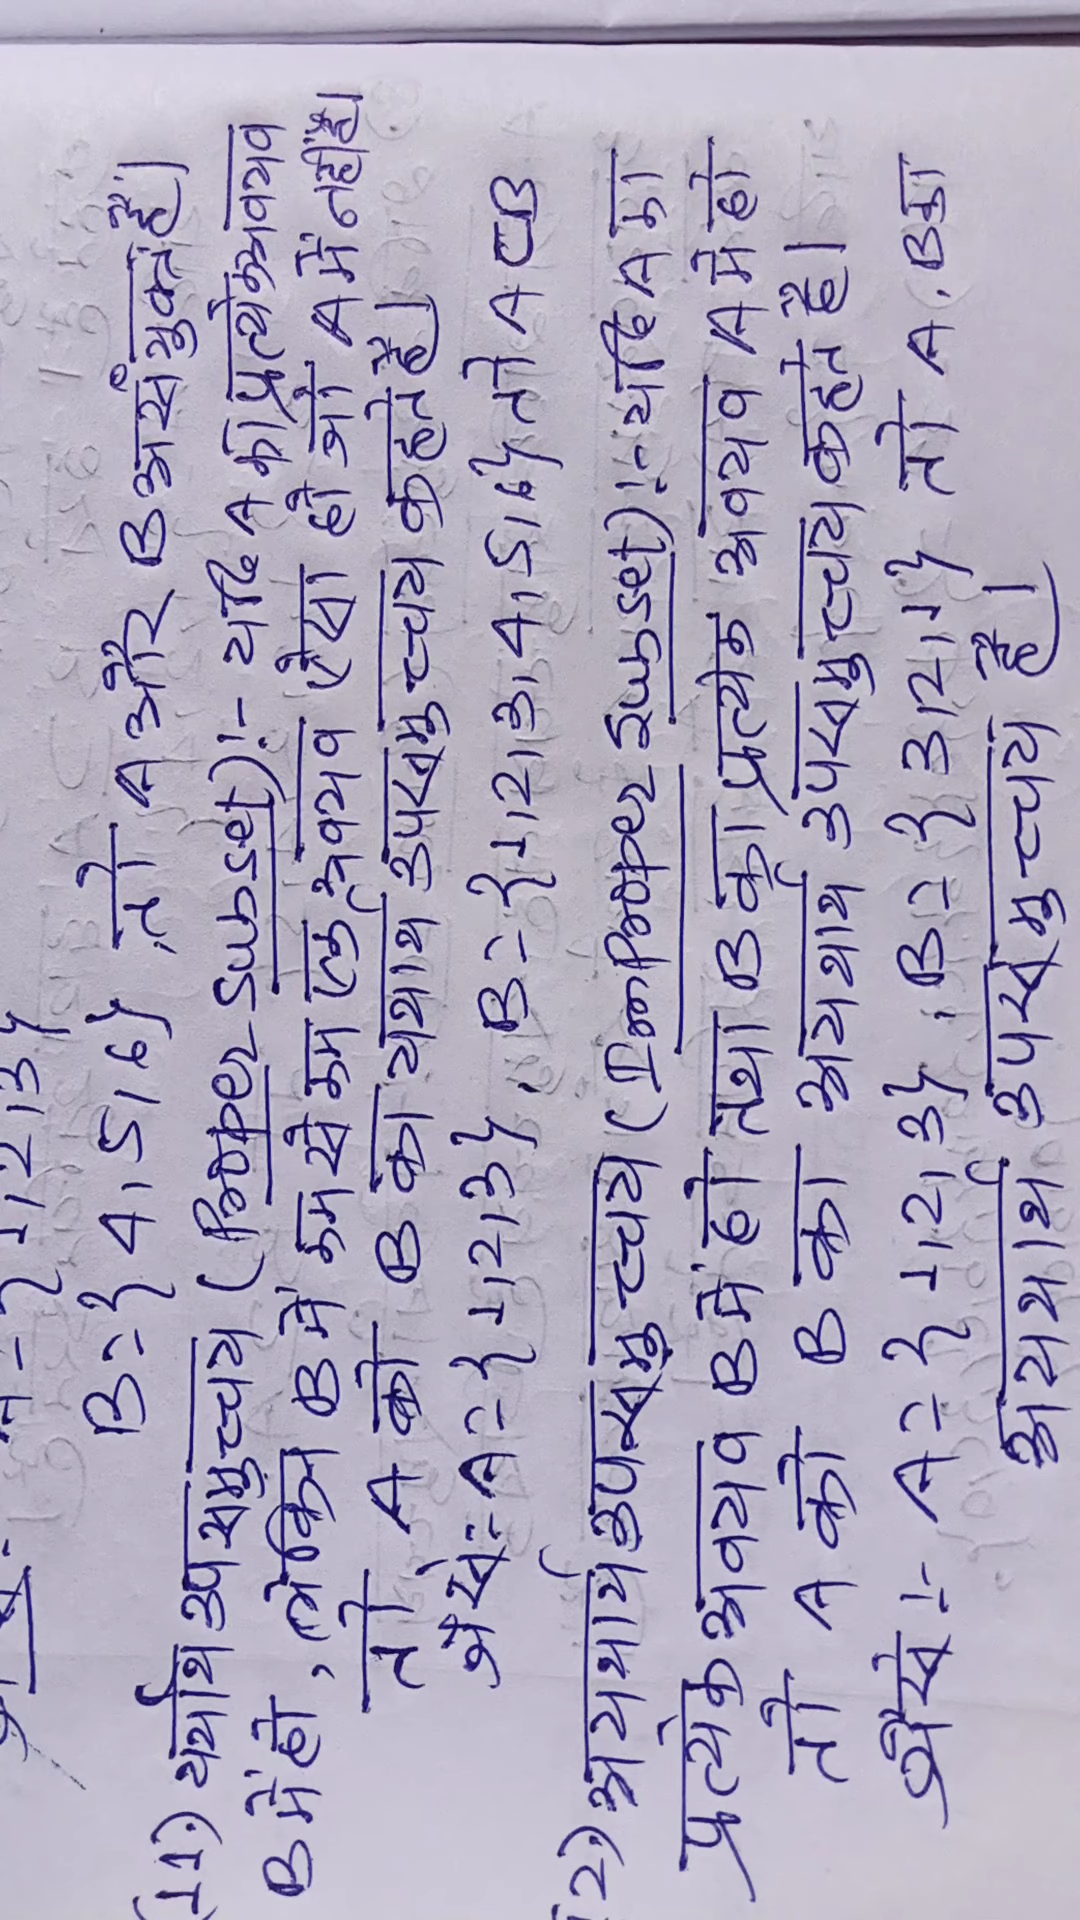 B = { 4, 5, 6 } तो A और B असंयुक्त हैं।
(11.) यर्थाथ उपसमुच्चय (Proper Subset) :- यदि A का प्रत्येक अवयव
B में हो, लेकिन B में कम से कम एक अवयव ऐसा हो जो A में नहीं है।
तो A को B का यथार्थ उपसमुच्चय कहते हैं।
जैसे:- A = { 1, 2, 3 }, B = { 1, 2, 3, 4, 5, 6 } तो A ⊂ B
(12.) अयथार्थ उपसमुच्चय (Improper Subset) :- यदि A का
प्रत्येक अवयव B में हो तथा B का प्रत्येक अवयव A में हो
तो A को B का अयथार्थ उपसमुच्चय कहते हैं।
जैसे :- A = { 1, 2, 3 }, B = { 3, 2, 1 } तो A, B का
अयथार्थ उपसमुच्चय है।